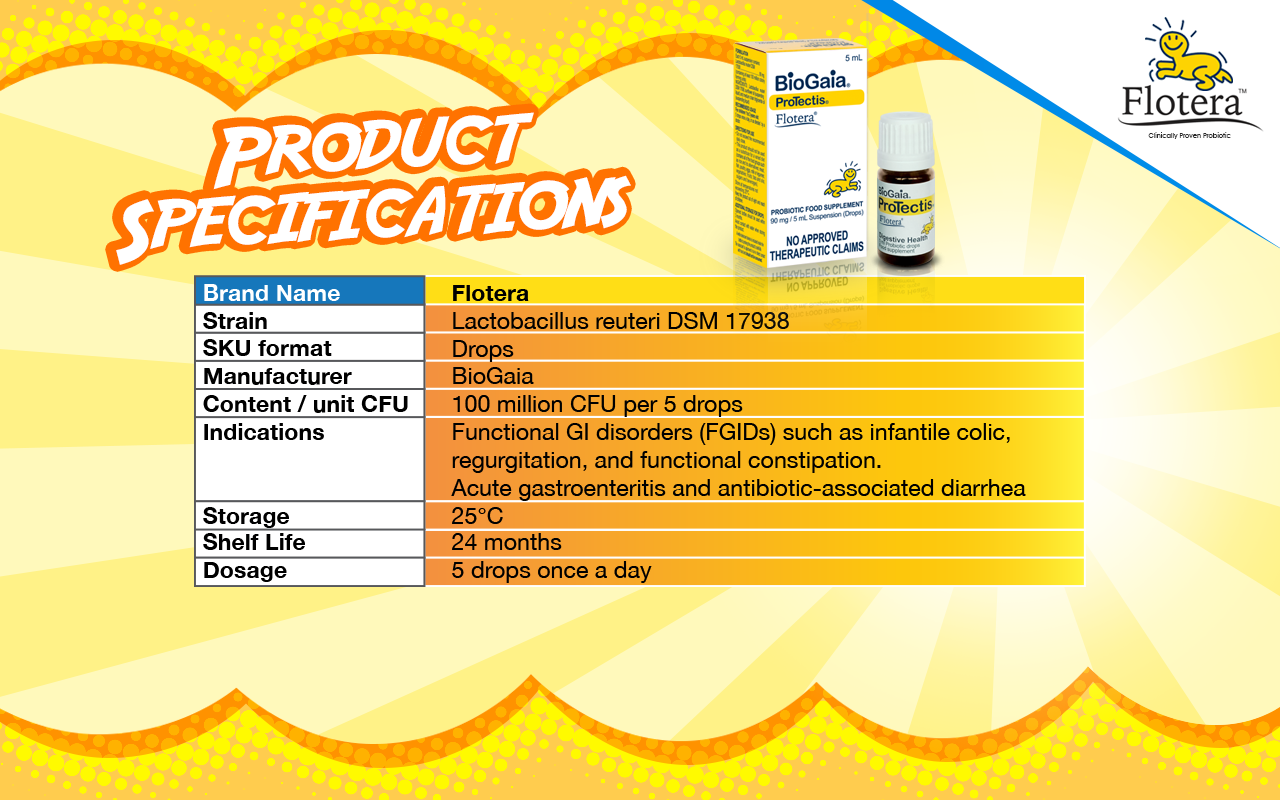 Flotera™
Clinically Proven Probiotic
PRODUCT
SPECIFICATIONS
5 mL
BioGaia®
ProTectis®
Flotera®
PROBIOTIC FOOD SUPPLEMENT
90 mg / 5 mL Suspension (Drops)
NO APPROVED
THERAPEUTIC CLAIMS
BioGaia.
ProTectis®
Flotera®
Digestive Health
Probiotic drops
supplement
Brand Name Flotera
Strain Lactobacillus reuteri DSM 17938
SKU format Drops
Manufacturer BioGaia
Content / unit CFU 100 million CFU per 5 drops
Indications Functional GI disorders (FGIDs) such as infantile colic,
regurgitation, and functional constipation.
Acute gastroenteritis and antibiotic-associated diarrhea
Storage 25°C
Shelf Life 24 months
Dosage 5 drops once a day